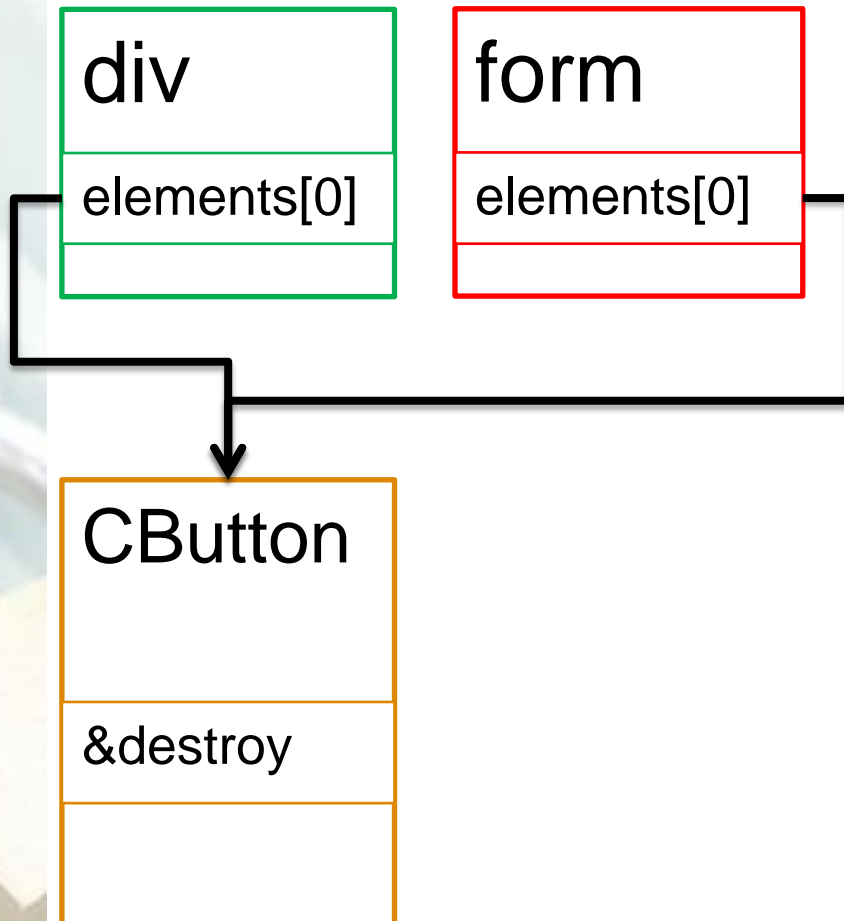 div
elements[0]
form
elements[0]
CButton
&destroy